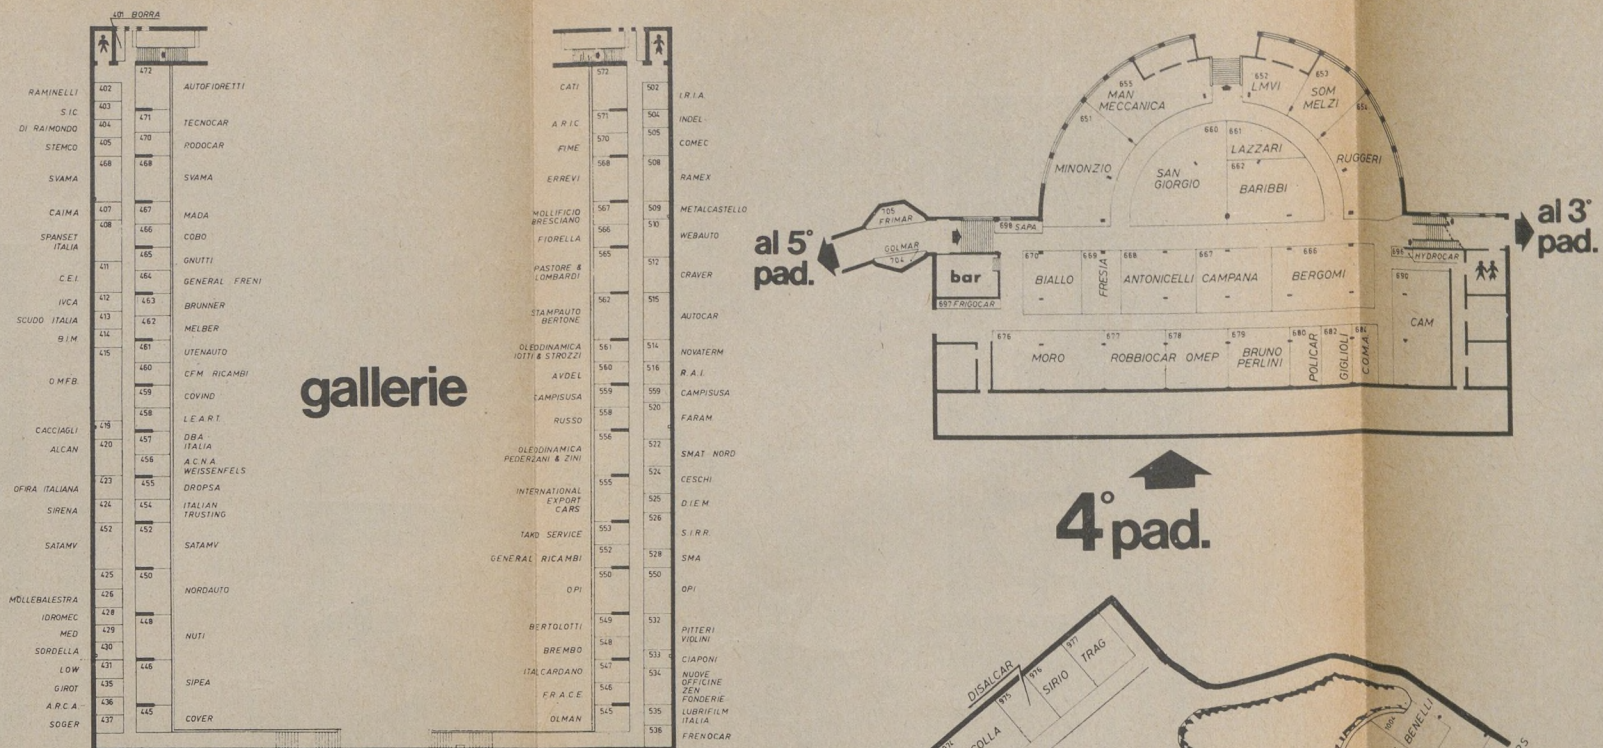 401 BORRA
RAMINELLI
S.I.C.
DI RAIMONDO
STEMCO
SVAMA
CAIMA
SPANSET
ITALIA
C.E.I.
IVCA
SCUDO ITALIA
B.I.M
O.M.F.B.
CACCIAGLI
ALCAN
OFIRA ITALIANA
SIRENA
SATAMV
MOLLEBALESTRA
IDROMEC
MED
SORDELLA
LOW
GIROT
A.R.C.A.
SOGER
402
403
404
405
468
407
408
411
412
413
414
415
419
420
423
424
452
425
426
428
429
430
431
435
436
437
472
471
470
468
467
466
465
464
463
462
461
460
459
458
457
456
455
454
452
450
448
446
445
AUTOFIORETTI
TECNOCAR
RODOCAR
SVAMA
MADA
COBO
GNUTTI
GENERAL FRENI
BRUNNER
MELBER
UTENAUTO
CFM RICAMBI
COVIND
L.E.A.R.T.
DBA
ITALIA
A.C.N.A
WEISSENFELS
DROPSA
ITALIAN
TRUSTING
SATAMV
NORDAUTO
NUTI
SIPEA
COVER
gallerie
CATI
A.R.I.C
FIME
ERREVI
MOLLIFICIO
BRESCIANO
FIORELLA
PASTORE &
LOMBARDI
STAMPAUTO
BERTONE
OLEODINAMICA
IOTTI & STROZZI
AVOEL
CAMPISUSA
RUSSO
OLEODINAMICA
PEDERZANI & ZINI
INTERNATIONAL
EXPORT
CARS
TAKO SERVICE
GENERAL RICAMBI
OPI
BERTOLOTTI
BREMBO
ITALCARDANO
F.R.A.C.E.
OLMAN
572
571
570
568
567
566
565
562
561
560
559
558
556
555
553
552
550
549
548
547
546
545
502
504
505
508
509
510
512
515
514
516
559
520
522
524
525
526
528
550
532
533
534
535
536
I.R.I.A.
INDEL
COMEC
RAMEX
METALCASTELLO
WEBAUTO
CRAVER
AUTOCAR
NOVATERM
R.A.I.
CAMPISUSA
FARAM
SMAT NORD
CESCHI
D.I.E.M
S.I.R.R.
SMA
OPI
PITTERI
VIOLINI
CIAPONI
NUOVE
OFFICINE
ZEN
FONDERIE
LUBRIFILM
ITALIA
FRENOCAR
655
MAN
MECCANICA
652
LMVI
653
SOM
MELZI
654
RUGGERI
651
MINONZIO
660
SAN
GIORGIO
661
LAZZARI
662
BARIBBI
705
FRIMAR
GOLMAR
704
698 SAPA
al 5°
pad.
al 3°
pad.
bar
697 FRIGOCAR
670
BIALLO
669
FRESIA
668
ANTONICELLI
667
CAMPANA
666
BERGOMI
HYDROCAR
690
CAM
676
MORO
677
ROBBIOCAR
678
OMEP
679
BRUNO
PERLINI
680
POLICAR
682
GIGLIOLI
684
C.O.M.A.
4° pad.
DISALCAR
975
976
SIRIO
977
TRAG
1004
BENELLI